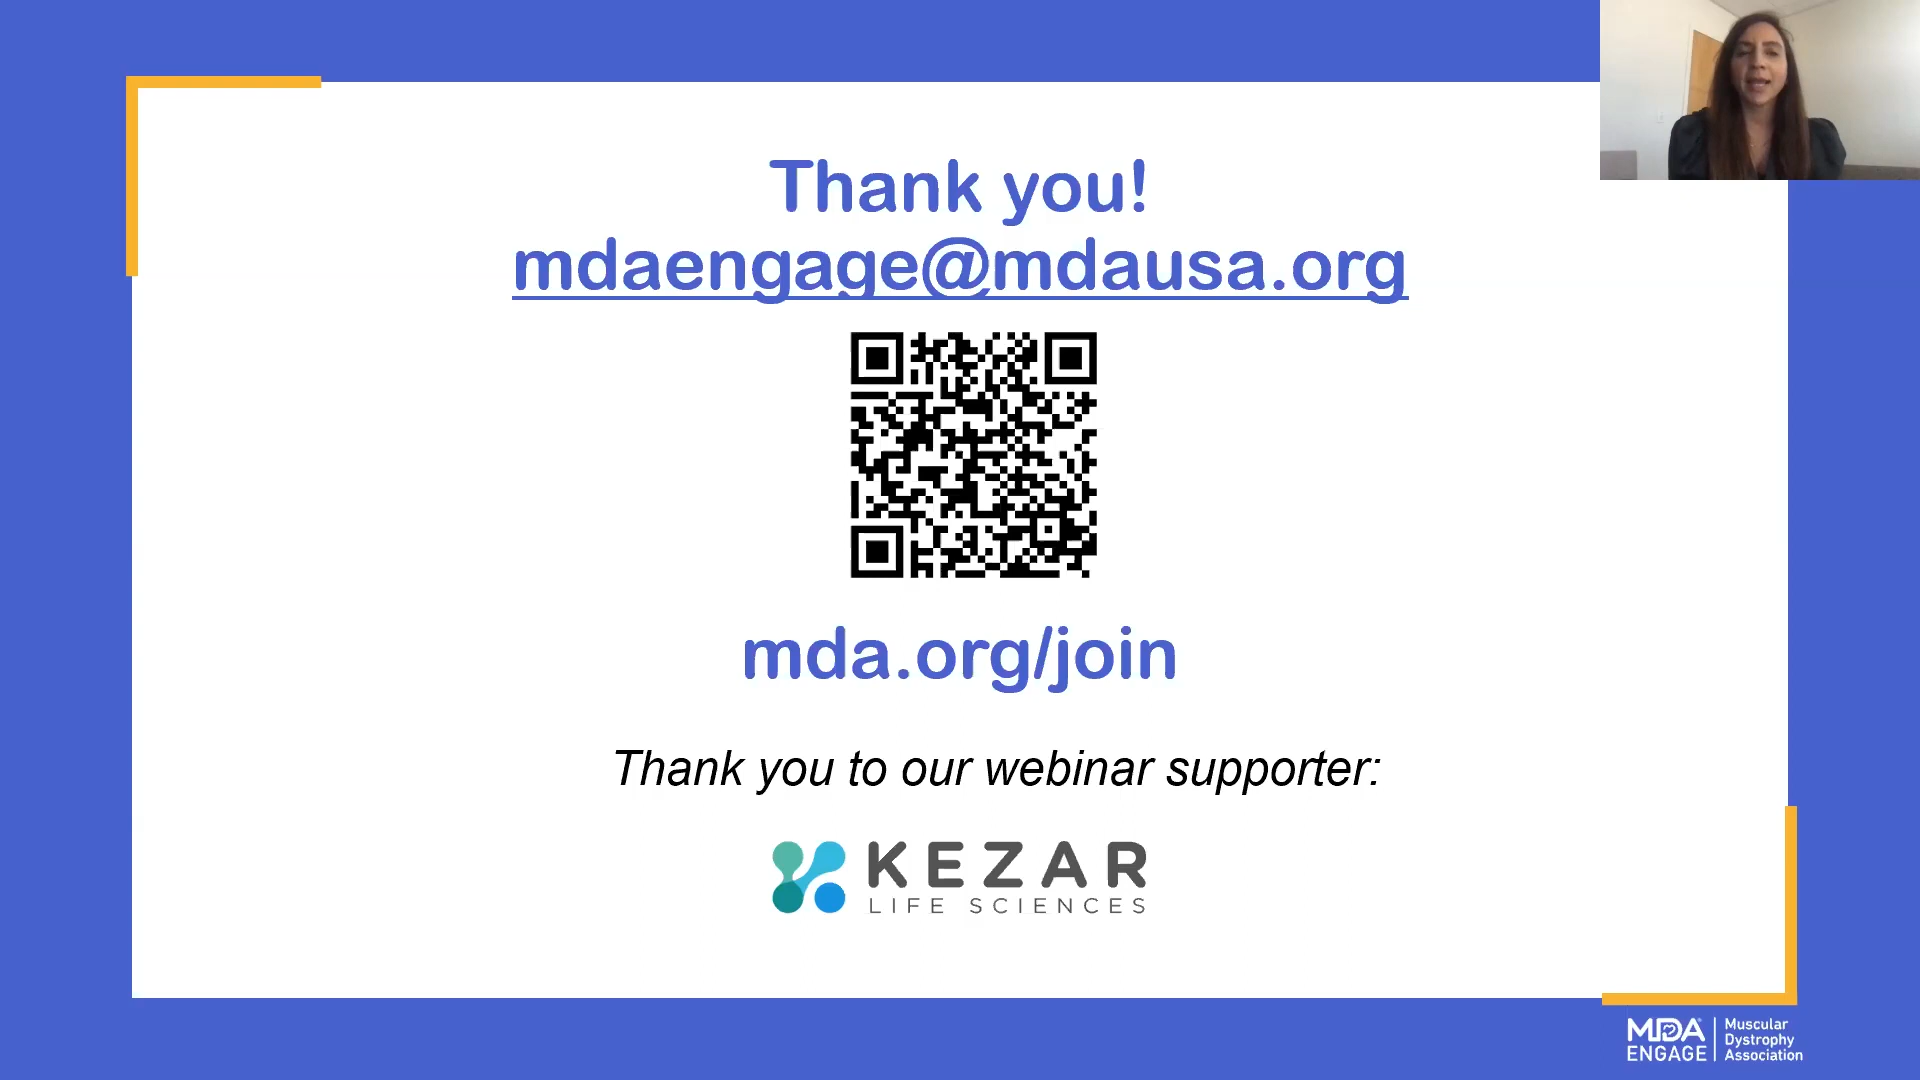 Thank you!
mdaengage@mdausa.org
mda.org/join
Thank you to our webinar supporter:
KEZAR
LIFE SCIENCES
MDA
ENGAGE
Muscular
Dystrophy
Association